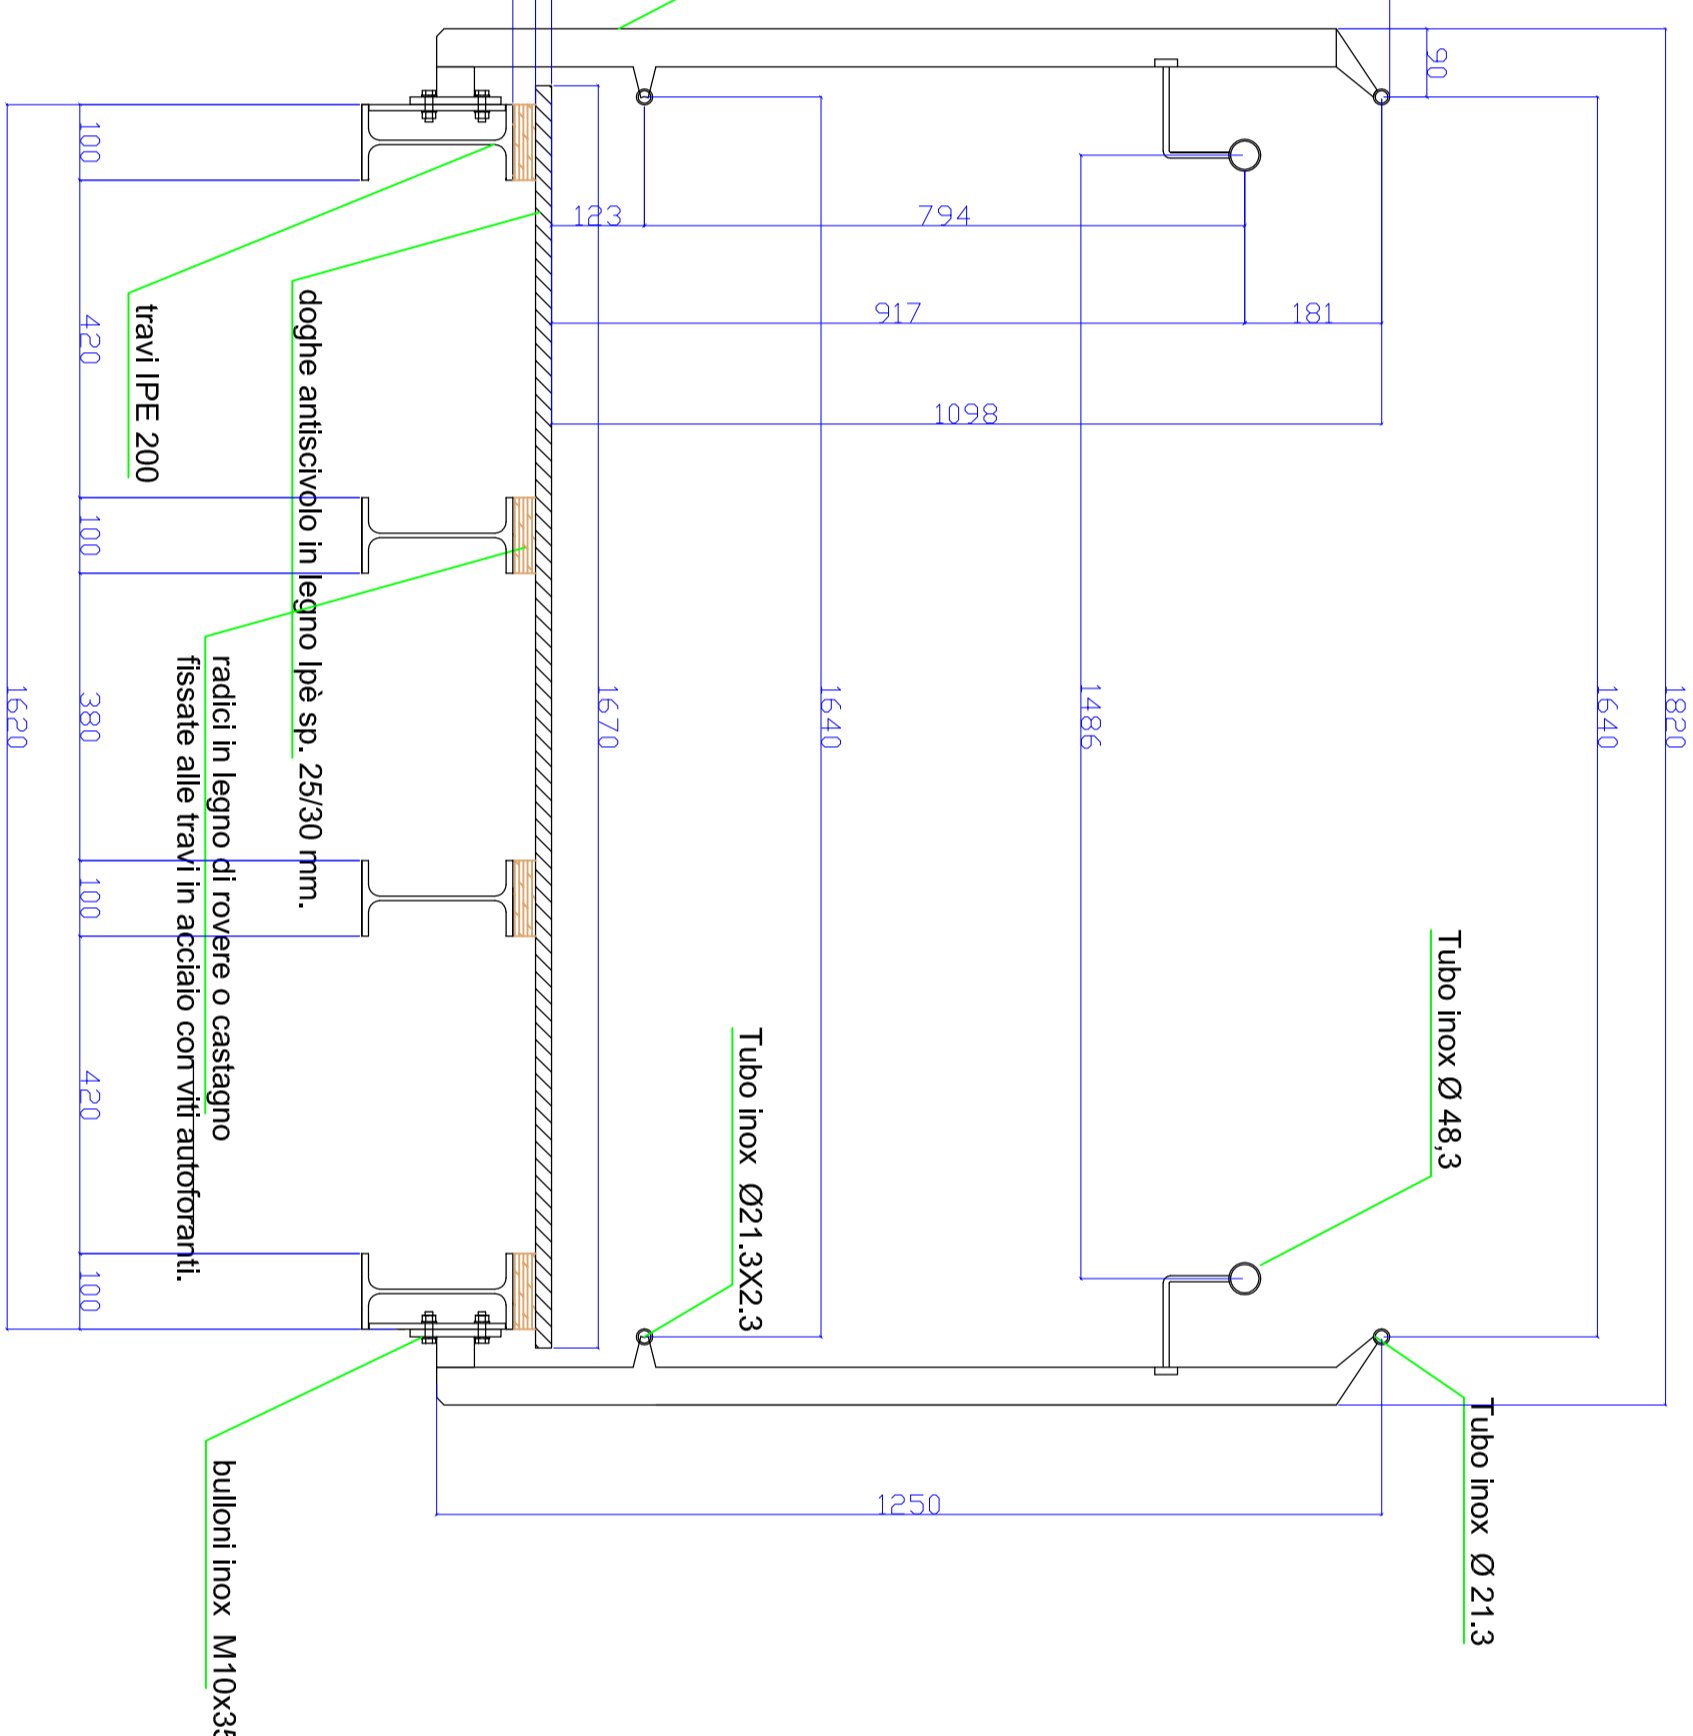 90
1820
1640
1640
1486
1670
123
794
917
181
1098
100
420
100
380
100
420
100
1620
1250
travi IPE 200
doghe antiscivolo in legno Ipè sp. 25/30 mm.
radici in legno di rovere o castagno
fissate alle travi in acciaio con viti autoforanti.
Tubo inox Ø 48,3
Tubo inox Ø21.3X2.3
Tubo inox Ø 21.3
bulloni inox M10x35